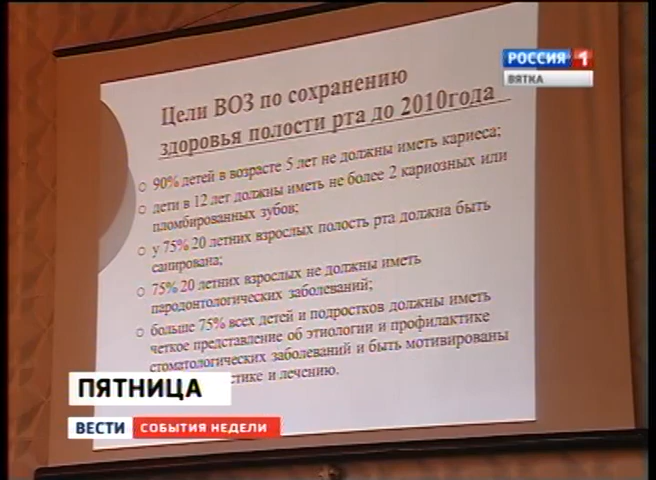 РОССИЯ 1
ВЯТКА
Цели ВОЗ по сохранению
здоровья полости рта до 2010года
90% детей в возрасте 5 лет не должны иметь кариеса;
дети в 12 лет должны иметь не более 2 кариозных или
пломбированных зубов;
у 75% 20 летних взрослых полость рта должна быть
санирована;
75% 20 летних взрослых не должны иметь
пародонтологических заболеваний;
больше 75% всех детей и подростков должны иметь
четкое представление об этиологии и профилактике
стоматологических заболеваний и быть мотивированы
и лечению.
ПЯТНИЦА
ВЕСТИ СОБЫТИЯ НЕДЕЛИ